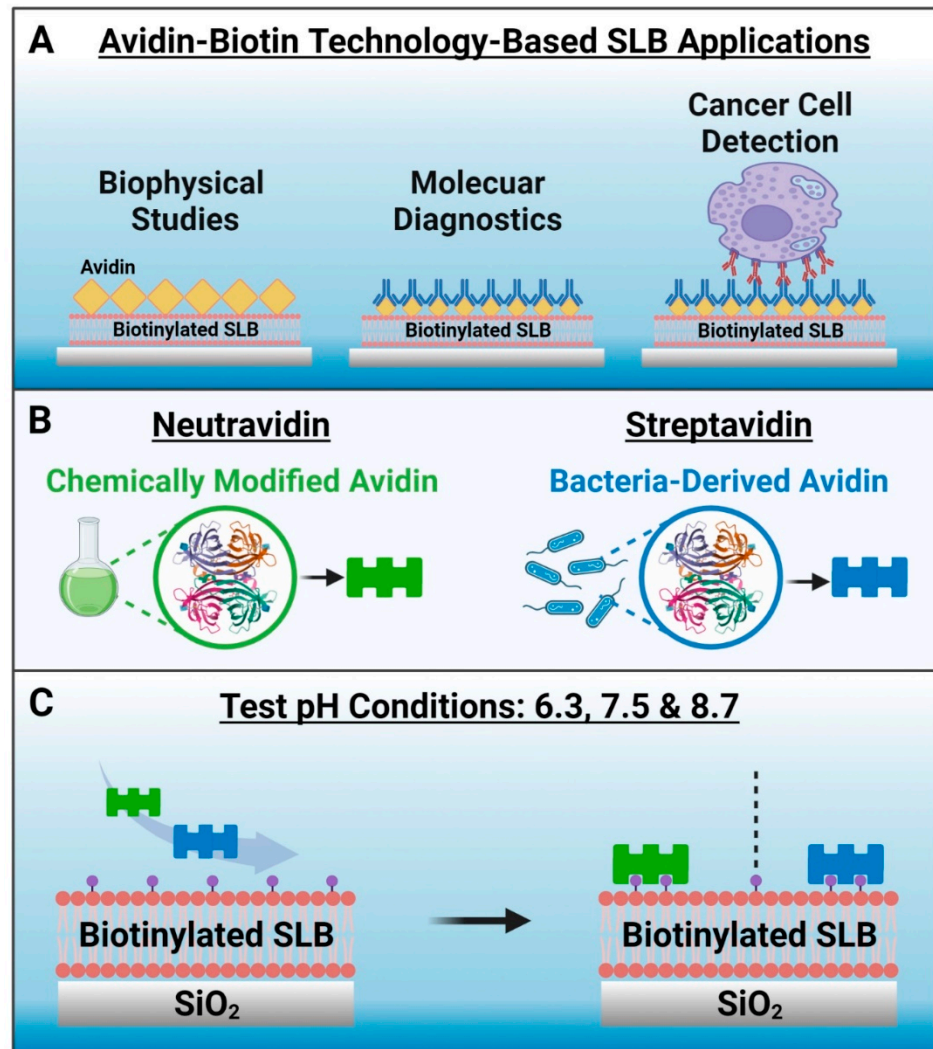 A
Avidin-Biotin Technology-Based SLB Applications
Biophysical
Studies
Molecuar
Diagnostics
Cancer Cell
Detection
Avidin
Biotinylated SLB
Biotinylated SLB
Biotinylated SLB
B
Neutravidin
Streptavidin
Chemically Modified Avidin
Bacteria-Derived Avidin
C
Test pH Conditions: 6.3, 7.5 & 8.7
Biotinylated SLB
SiO₂
Biotinylated SLB
SiO₂